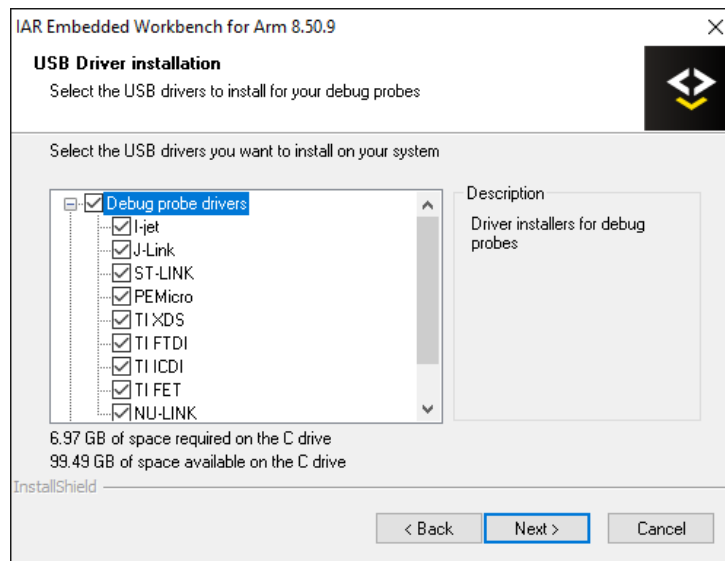 IAR Embedded Workbench for Arm 8.50.9
USB Driver installation
Select the USB drivers to install for your debug probes
Select the USB drivers you want to install on your system
Debug probe drivers
I-jet
J-Link
ST-LINK
PEMicro
TI XDS
TI FTDI
TI ICDI
TI FET
NU-LINK
Description
Driver installers for debug
probes
6.97 GB of space required on the C drive
99.49 GB of space available on the C drive
InstallShield
< Back
Next >
Cancel